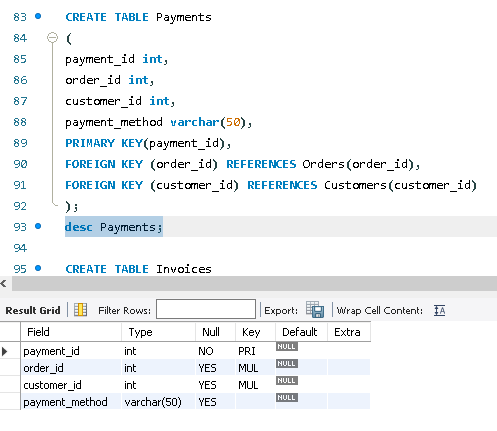 83 CREATE TABLE Payments
84 (
85 payment_id int,
86 order_id int,
87 customer_id int,
88 payment_method varchar(50),
89 PRIMARY KEY(payment_id),
90 FOREIGN KEY (order_id) REFERENCES Orders(order_id),
91 FOREIGN KEY (customer_id) REFERENCES Customers(customer_id)
92 );
93 desc Payments;
94
95 CREATE TABLE Invoices
Result Grid Filter Rows: Export: Wrap Cell Content: IA
Field Type Null Key Default Extra
payment_id int NO PRI NULL
order_id int YES MUL NULL
customer_id int YES MUL NULL
payment_method varchar(50) YES NULL